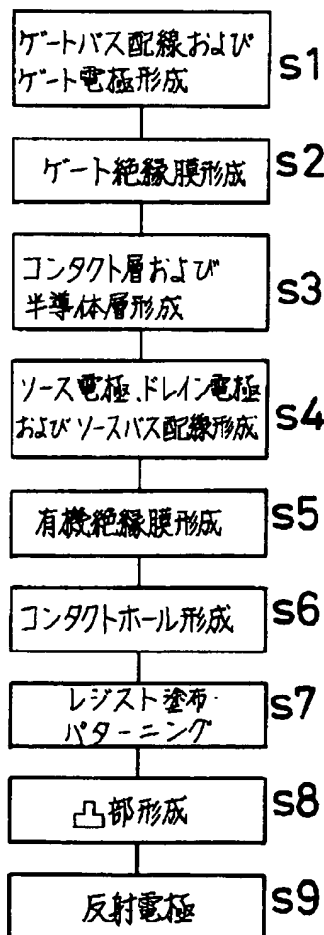 ゲートバス配線および
ゲート電極形成
s1
ゲート絶縁膜形成
s2
コンタクト層および
半導体層形成
s3
ソース電極、ドレイン電極
およびソースバス配線形成
s4
有機絶縁膜形成
s5
コンタクトホール形成
s6
レジスト塗布・
パターニング
s7
凸部形成
s8
反射電極
s9